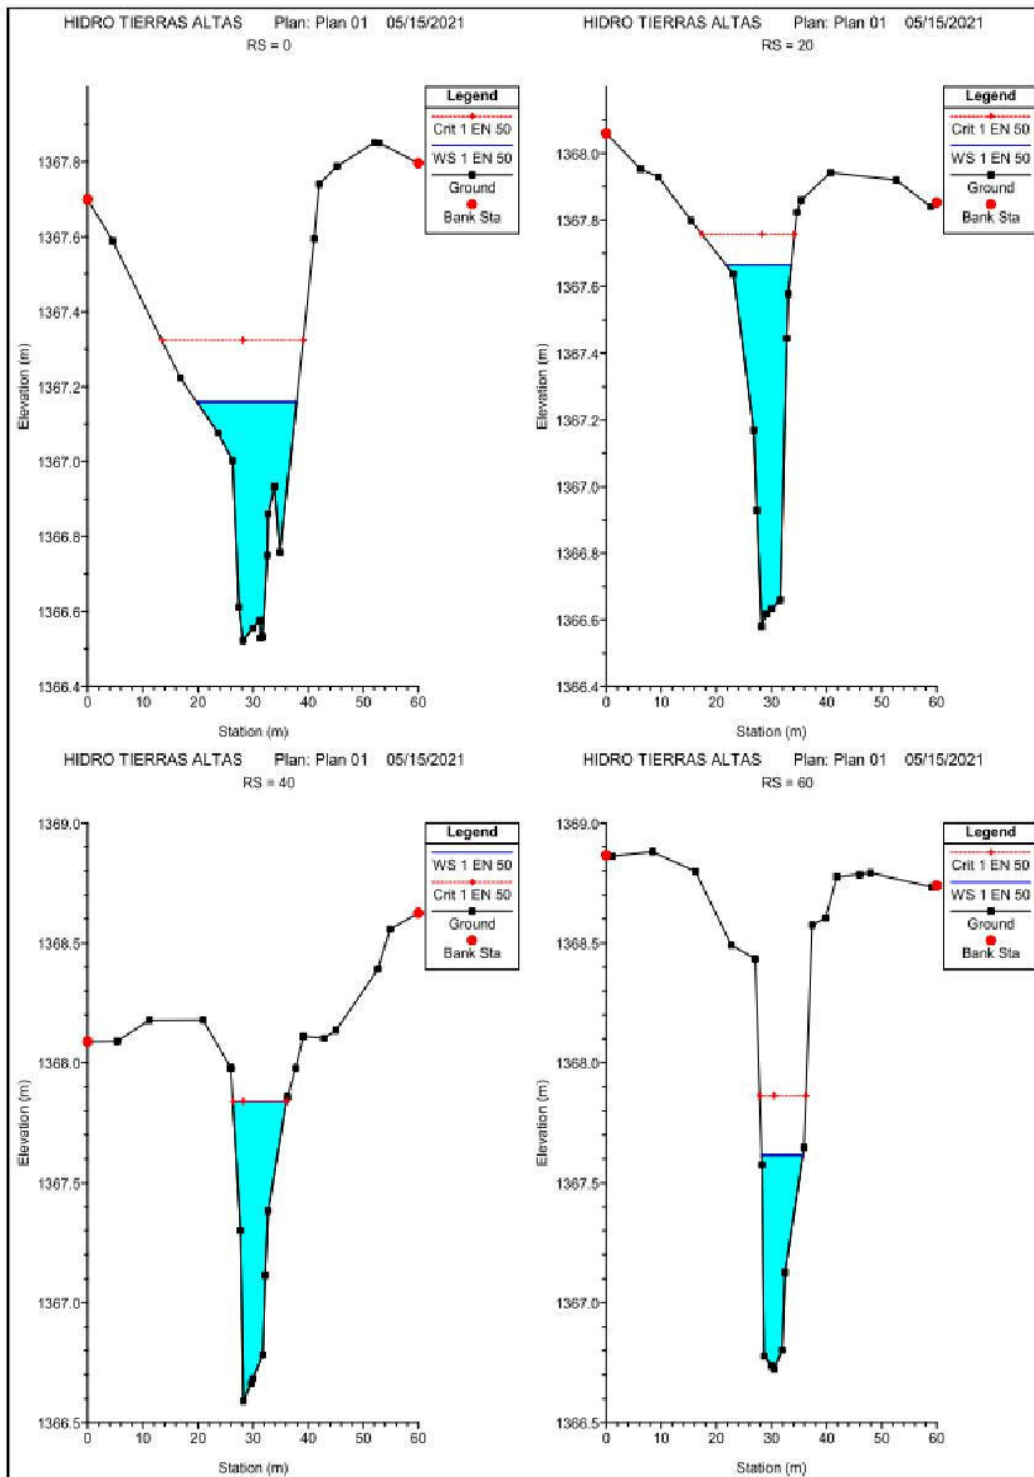 HIDRO TIERRAS ALTAS Plan: Plan 01 05/15/2021
RS = 0
Legend
Crit 1 EN 50
WS 1 EN 50
Ground
Bank Sta
1367.8
1367.6
1367.4
1367.2
1367.0
1366.8
1366.6
1366.4
Elevation (m)
0 10 20 30 40 50 60
Station (m)
HIDRO TIERRAS ALTAS Plan: Plan 01 05/15/2021
RS = 20
Legend
Crit 1 EN 50
WS 1 EN 50
Ground
Bank Sta
1368.0
1367.8
1367.6
1367.4
1367.2
1367.0
1366.8
1366.6
1366.4
Elevation (m)
0 10 20 30 40 50 60
Station (m)
HIDRO TIERRAS ALTAS Plan: Plan 01 05/15/2021
RS = 40
Legend
WS 1 EN 50
Crit 1 EN 50
Ground
Bank Sta
1369.0
1368.5
1368.0
1367.5
1367.0
1366.5
Elevation (m)
0 10 20 30 40 50 60
Station (m)
HIDRO TIERRAS ALTAS Plan: Plan 01 05/15/2021
RS = 60
Legend
Crit 1 EN 50
WS 1 EN 50
Ground
Bank Sta
1369.0
1368.5
1368.0
1367.5
1367.0
1366.5
Elevation (m)
0 10 20 30 40 50 60
Station (m)